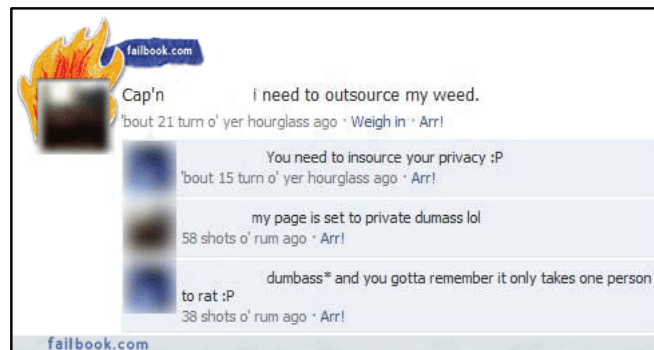 failbook.com
Cap'n i need to outsource my weed.
'bout 21 turn o' yer hourglass ago · Weigh in · Arr!
You need to insource your privacy :P
'bout 15 turn o' yer hourglass ago · Arr!
my page is set to private dumass lol
58 shots o' rum ago · Arr!
dumbass* and you gotta remember it only takes one person
to rat :P
38 shots o' rum ago · Arr!
failbook.com